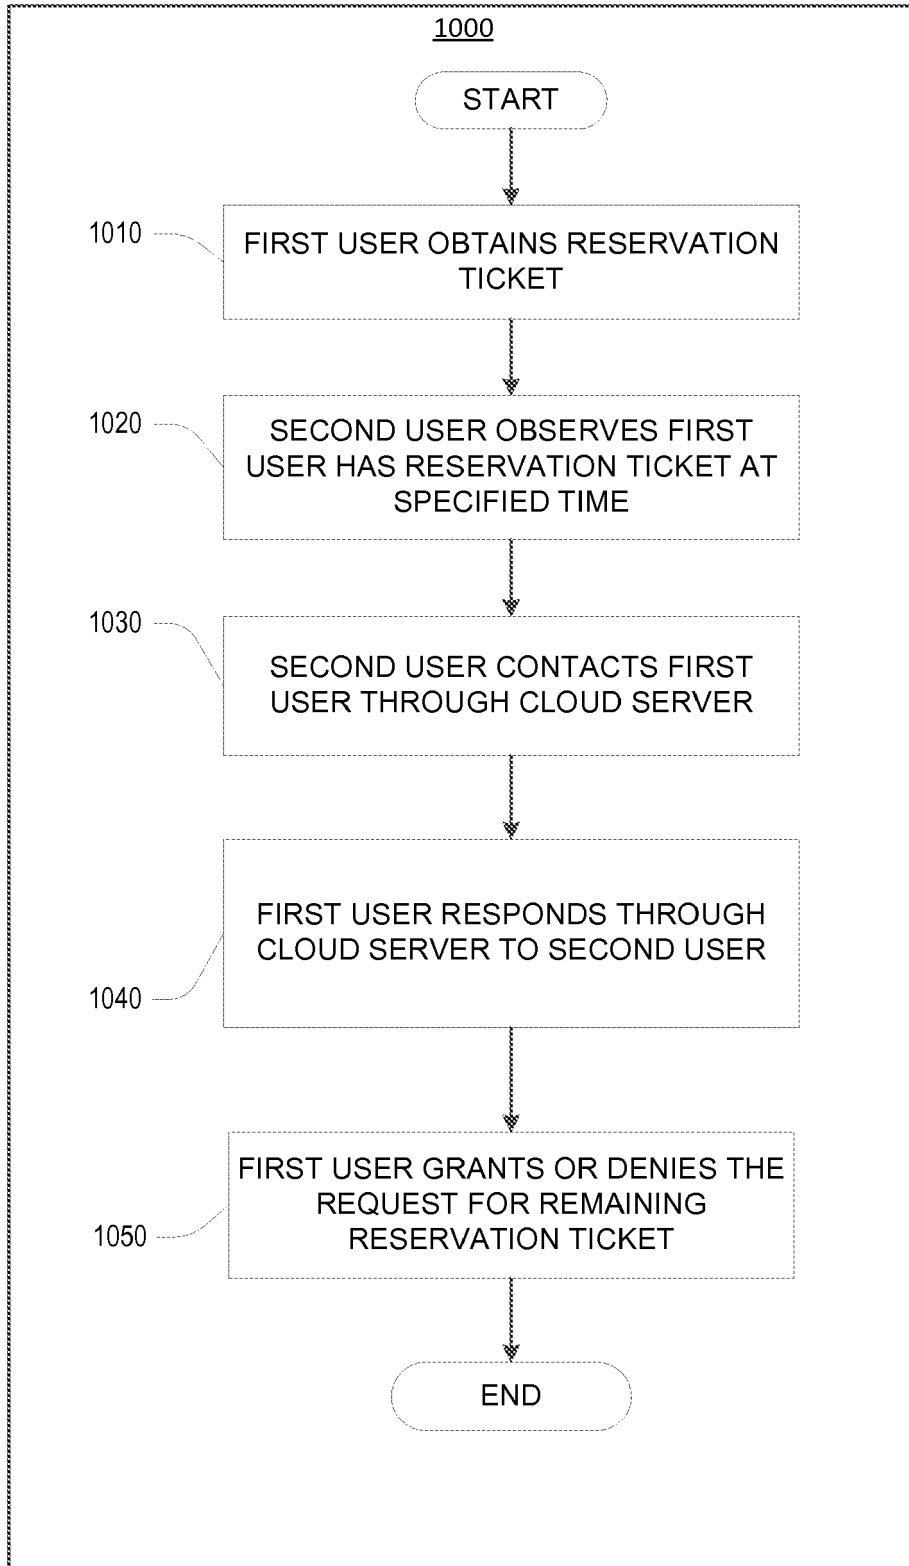 1000
START
1010
FIRST USER OBTAINS RESERVATION
TICKET
1020
SECOND USER OBSERVES FIRST
USER HAS RESERVATION TICKET AT
SPECIFIED TIME
1030
SECOND USER CONTACTS FIRST
USER THROUGH CLOUD SERVER
FIRST USER RESPONDS THROUGH
CLOUD SERVER TO SECOND USER
1040
FIRST USER GRANTS OR DENIES THE
REQUEST FOR REMAINING
RESERVATION TICKET
1050
END